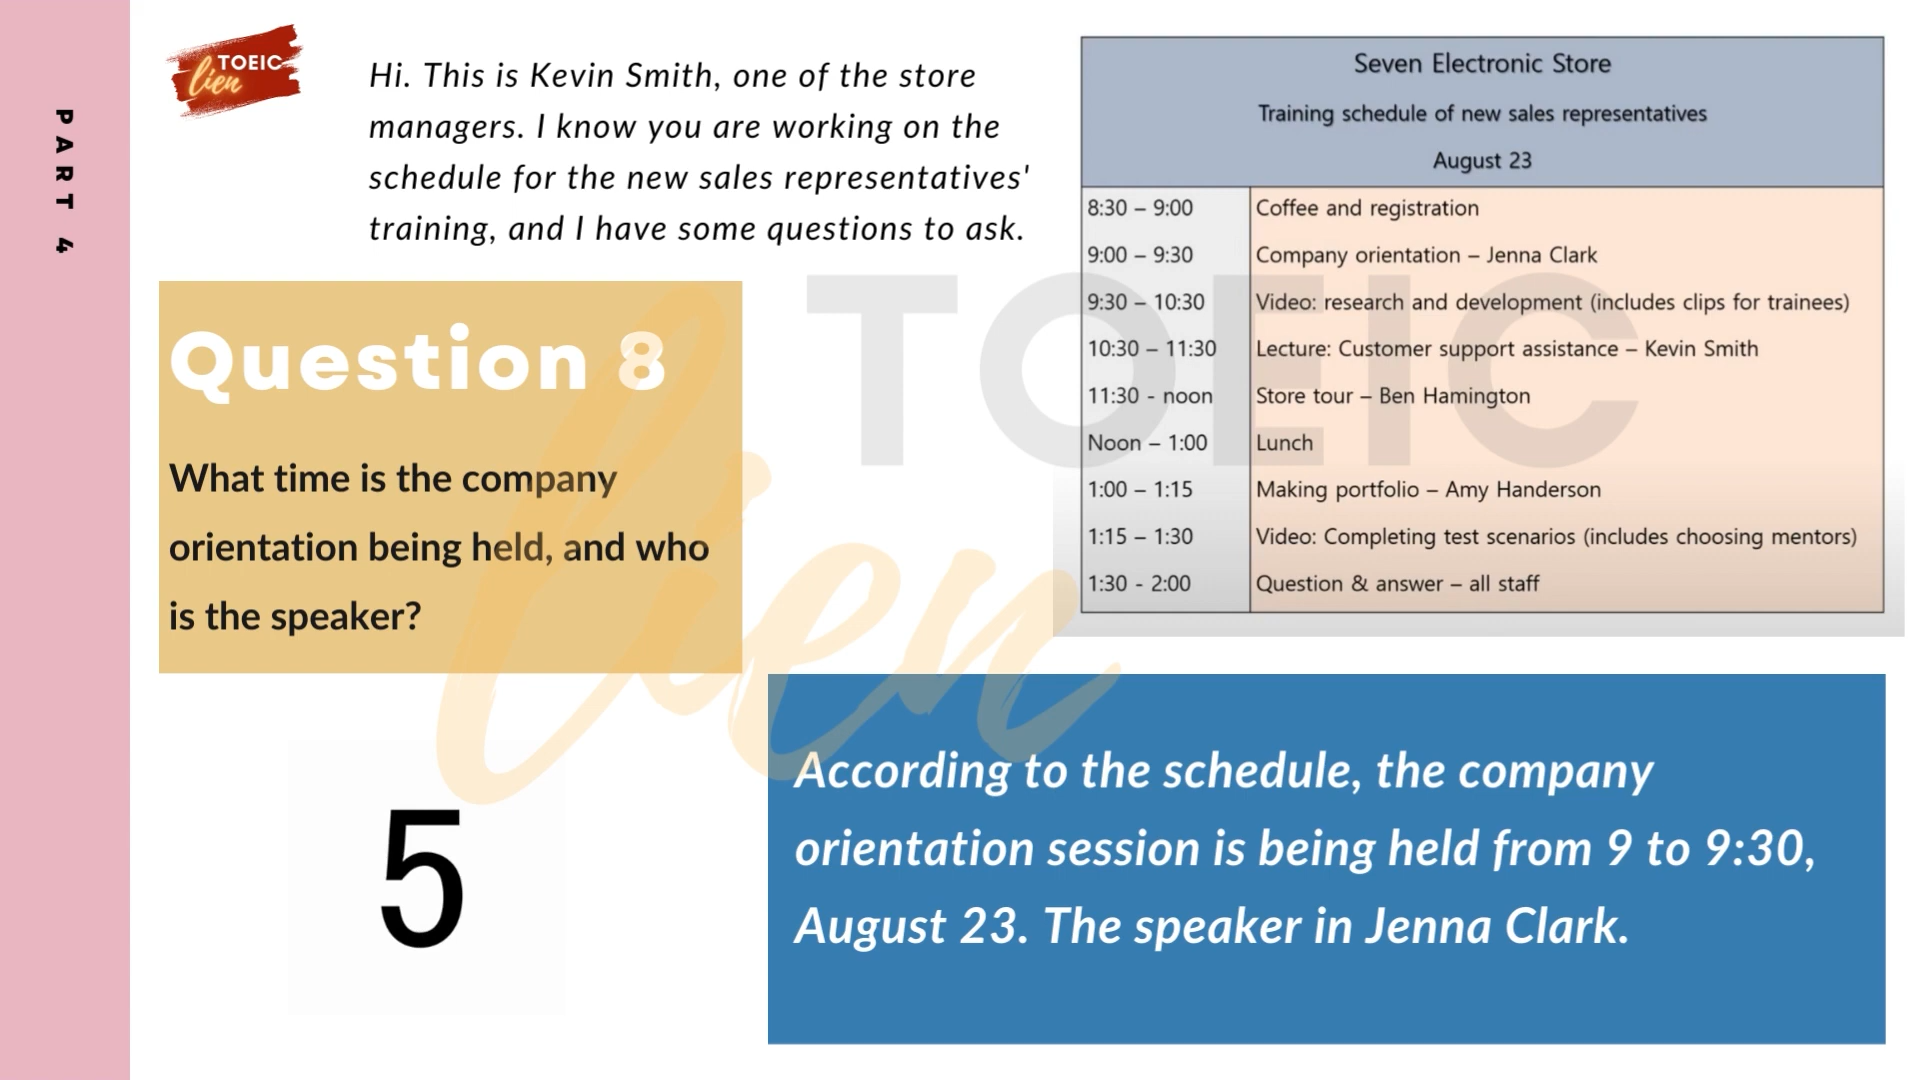 PART 4
TOEIC
lien
Hi. This is Kevin Smith, one of the store
managers. I know you are working on the
schedule for the new sales representatives'
training, and I have some questions to ask.
Seven Electronic Store
Training schedule of new sales representatives
August 23
8:30 – 9:00 Coffee and registration
9:00 – 9:30 Company orientation – Jenna Clark
9:30 – 10:30 Video: research and development (includes clips for trainees)
10:30 – 11:30 Lecture: Customer support assistance – Kevin Smith
11:30 - noon Store tour – Ben Hamington
Noon – 1:00 Lunch
1:00 – 1:15 Making portfolio – Amy Handerson
1:15 – 1:30 Video: Completing test scenarios (includes choosing mentors)
1:30 - 2:00 Question & answer – all staff
Question 8
What time is the company
orientation being held, and who
is the speaker?
TOEIC
lien
5
According to the schedule, the company
orientation session is being held from 9 to 9:30,
August 23. The speaker in Jenna Clark.